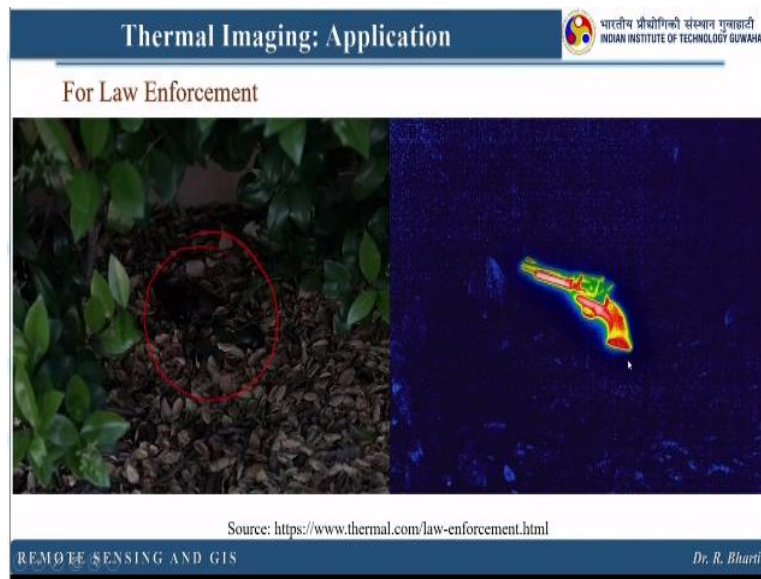 Thermal Imaging: Application
भारतीय प्रौद्योगिकी संस्थान गुवाहाटी
INDIAN INSTITUTE OF TECHNOLOGY GUWAHA
For Law Enforcement
Source: https://www.thermal.com/law-enforcement.html
REMOTE SENSING AND GIS
Dr. R. Bharti